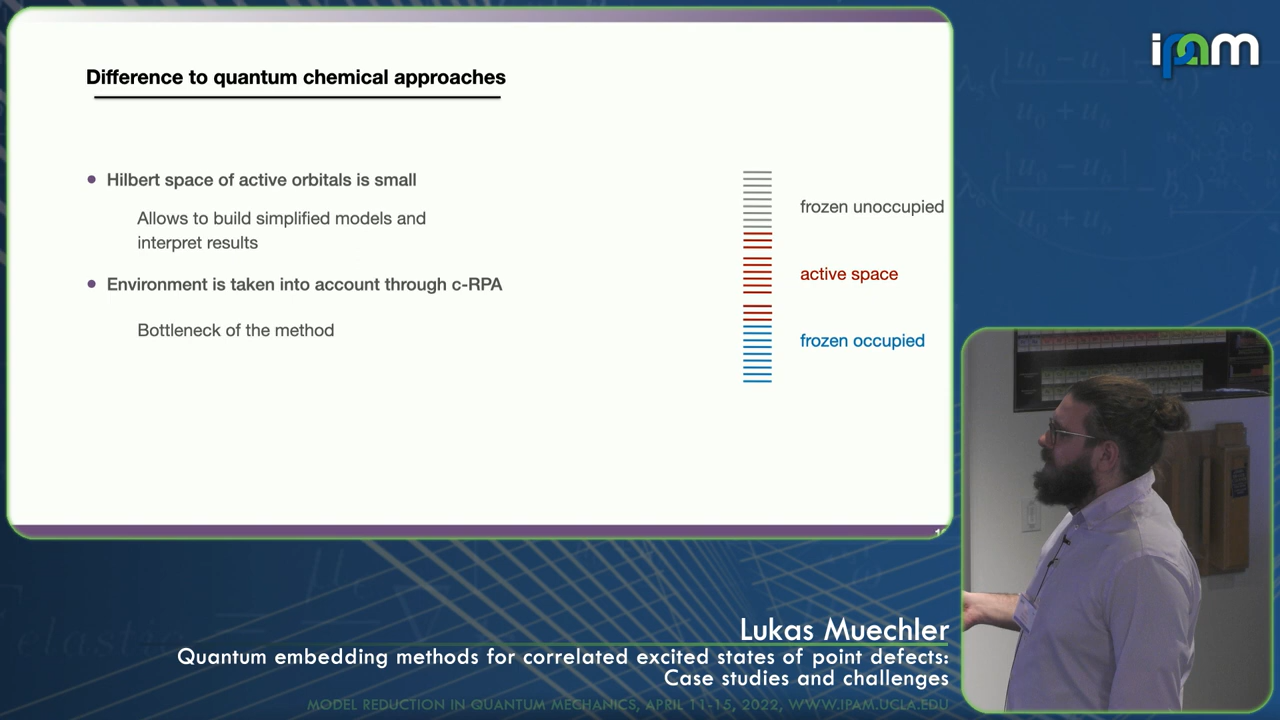 ipam
Difference to quantum chemical approaches
Hilbert space of active orbitals is small
Allows to build simplified models and
interpret results
Environment is taken into account through c-RPA
Bottleneck of the method
frozen unoccupied
active space
frozen occupied
Lukas Muechler
Quantum embedding methods for correlated excited states of point defects:
Case studies and challenges
MODEL REDUCTION IN QUANTUM MECHANICS, APRIL 11-15, 2022, WWW.IPAM.UCLA.EDU